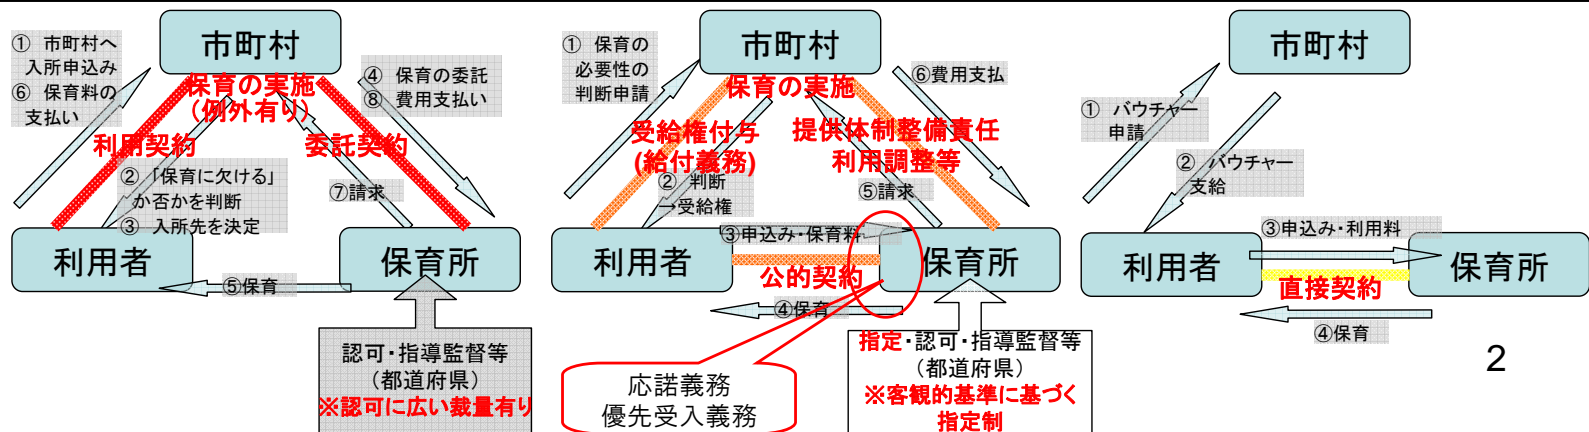 市町村
① 市町村へ
入所申込み
⑥ 保育料の
支払い
④ 保育の委託
⑧ 費用支払い
保育の実施
(例外有り)
利用契約
委託契約
② 「保育に欠ける」
か否かを判断
③ 入所先を決定
⑦請求
利用者
保育所
⑤保育
認可・指導監督等
(都道府県)
※認可に広い裁量有り
市町村
① 保育の
必要性の
判断申請
⑥費用支払
保育の実施
受給権付与
(給付義務)
提供体制整備責任
利用調整等
② 判断
→受給権
⑤請求
③申込み・保育料
利用者
保育所
公的契約
④保育
応諾義務
優先受入義務
指定・認可・指導監督等
(都道府県)
※客観的基準に基づく
指定制
市町村
① バウチャー
申請
② バウチャー
支給
③申込み・利用料
利用者
保育所
直接契約
④保育
2